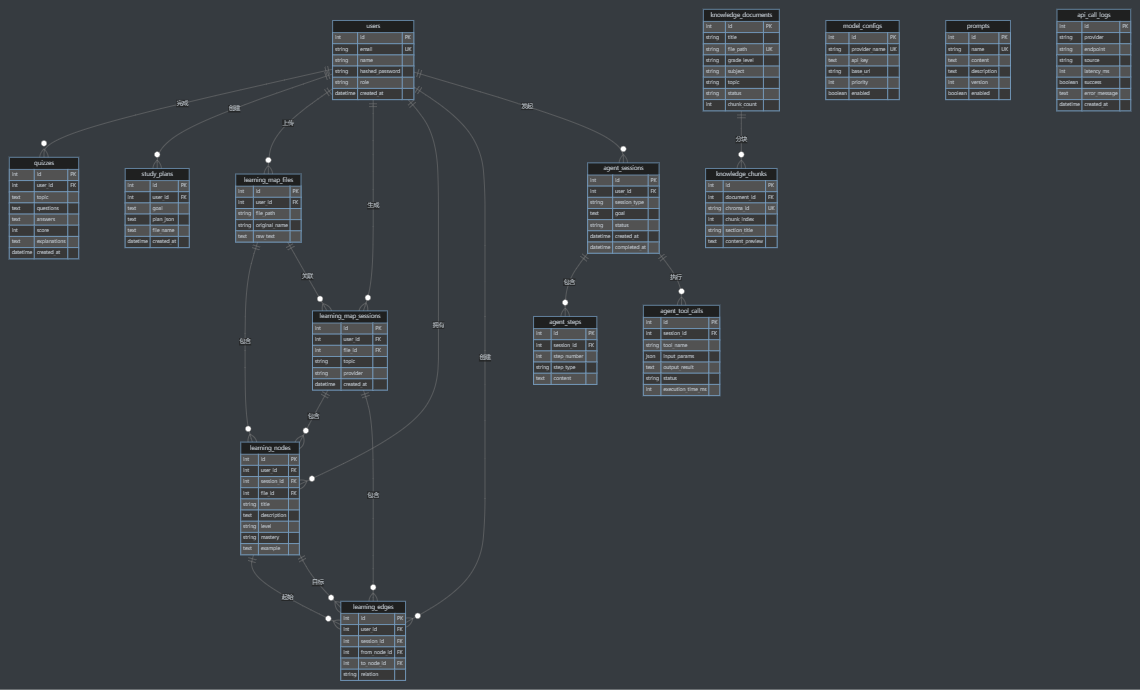 users
int id PK
string email UK
string name
string hashed_password
string role
datetime created_at
knowledge_documents
int id PK
string title
string file_path UK
string grade_level
string subject
string topic
string status
int chunk_count
model_configs
int id PK
string provider_name UK
text api_key
string base_url
int priority
boolean enabled
prompts
int id PK
string name UK
text content
text description
int version
boolean enabled
api_call_logs
int id PK
string provider
string endpoint
string source
int latency_ms
boolean success
text error_message
datetime created_at
完成
创建
上传
生成
拥有
创建
发起
分块
quizzes
int id PK
int user_id FK
text topic
text questions
text answers
int score
text explanations
datetime created_at
study_plans
int id PK
int user_id FK
text goal
text plan_json
text file_name
datetime created_at
learning_map_files
int id PK
int user_id FK
string file_path
string original_name
text raw_text
agent_sessions
int id PK
int user_id FK
string session_type
text goal
string status
datetime created_at
datetime completed_at
knowledge_chunks
int id PK
int document_id FK
string chroma_id UK
int chunk_index
string section_title
text content_preview
关联
包含
包含
执行
learning_map_sessions
int id PK
int user_id FK
int file_id FK
string topic
string provider
datetime created_at
agent_steps
int id PK
int session_id FK
int step_number
string step_type
text content
agent_tool_calls
int id PK
int session_id FK
string tool_name
json input_params
text output_result
string status
int execution_time_ms
包含
包含
learning_nodes
int id PK
int user_id FK
int session_id FK
int file_id FK
string title
text description
string level
string mastery
text example
起始
目标
learning_edges
int id PK
int user_id FK
int session_id FK
int from_node_id FK
int to_node_id FK
string relation